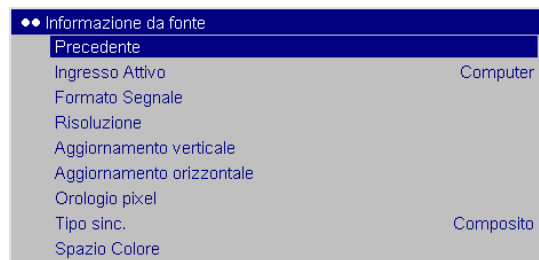 Informazione da fonte
Precedente
Ingresso Attivo Computer
Formato Segnale
Risoluzione
Aggiornamento verticale
Aggiornamento orizzontale
Orologio pixel
Tipo sinc. Composito
Spazio Colore